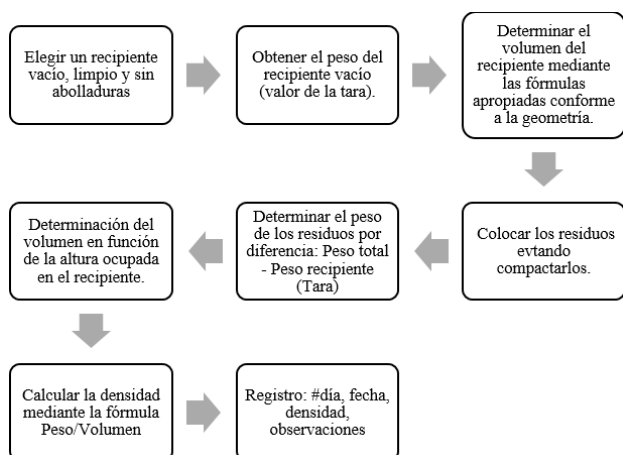 Elegir un recipiente
vacío, limpio y sin
abolladuras
Obtener el peso del
recipiente vacío
(valor de la tara).
Determinar el
volumen del
recipiente mediante
las fórmulas
apropiadas conforme
a la geometría.
Colocar los residuos
evtando
compactarlos.
Determinar el peso
de los residuos por
diferencia: Peso total
- Peso recipiente
(Tara)
Determinación del
volumen en función
de la altura ocupada
en el recipiente.
Calcular la densidad
mediante la fórmula
Peso/Volumen
Registro: #día, fecha,
densidad,
observaciones